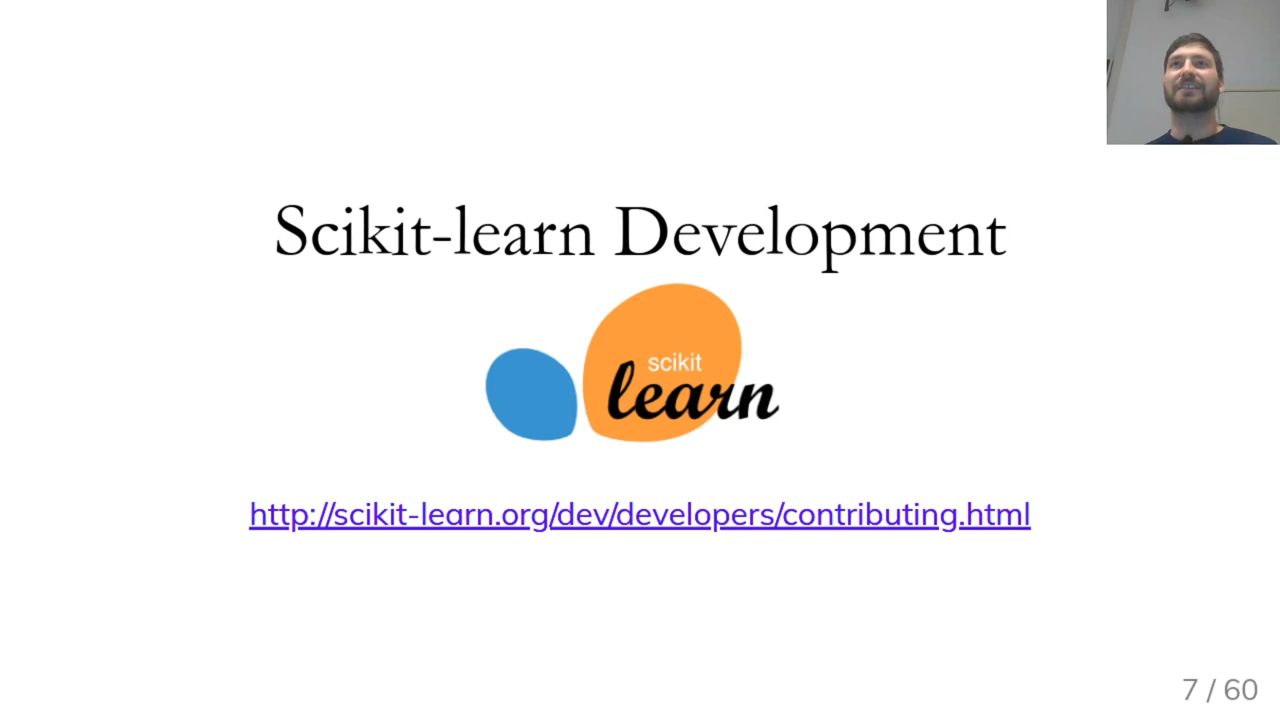 Scikit-learn Development
scikit
learn
http://scikit-learn.org/dev/developers/contributing.html
7 / 60